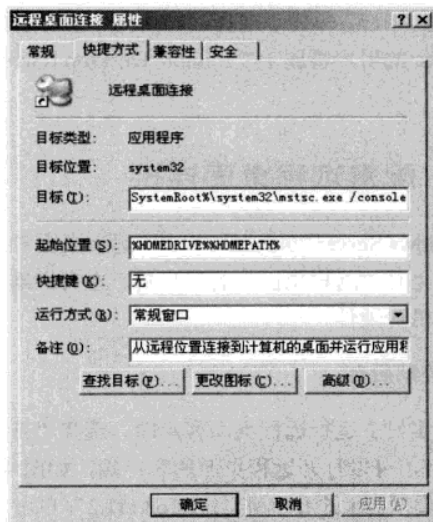 远程桌面连接 属性
常规 快捷方式 兼容性 安全
远程桌面连接
目标类型: 应用程序
目标位置: system32
目标(T): SystemRoot%\system32\mstsc.exe /console
起始位置(S): %HOMEDRIVE%%HOMEPATH%
快捷键(K): 无
运行方式(R): 常规窗口
备注(O): 从远程位置连接到计算机的桌面并运行应用程
查找目标(F)... 更改图标(C)... 高级(D)...
确定 取消 应用(A)